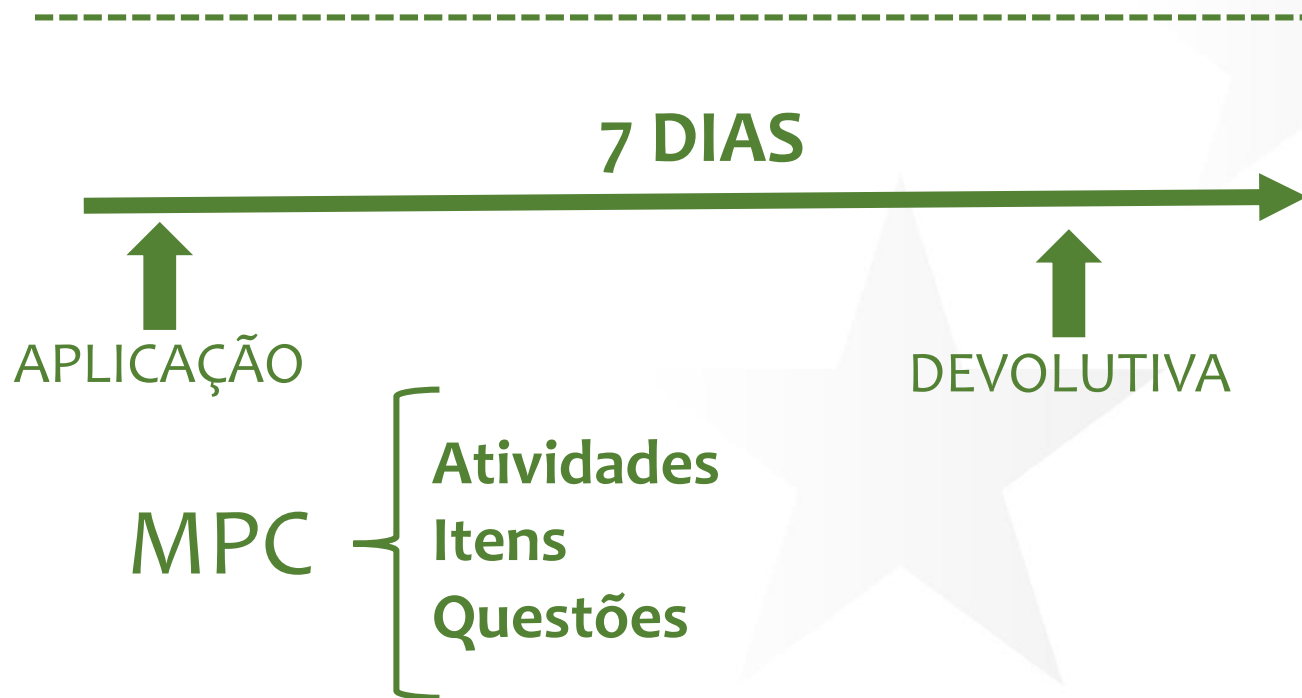 7 DIAS
APLICAÇÃO
DEVOLUTIVA
MPC
Atividades
Itens
Questões